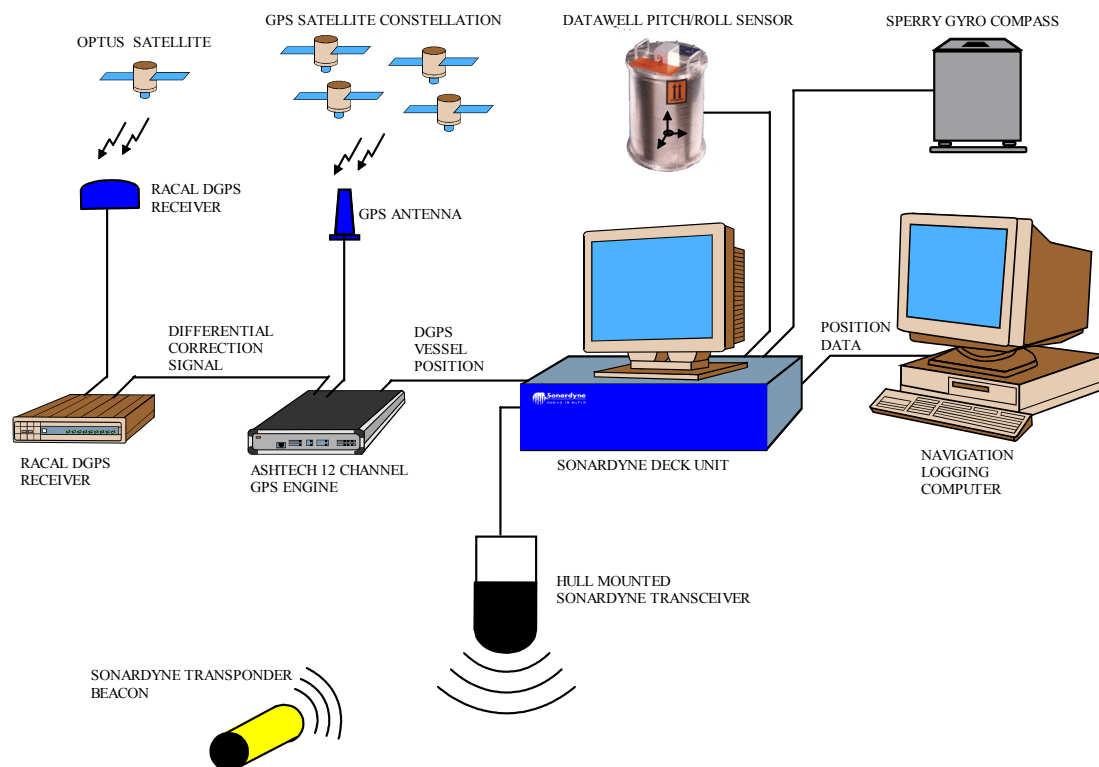 GPS SATELLITE CONSTELLATION
DATAWELL PITCH/ROLL SENSOR
SPERRY GYRO COMPASS
OPTUS SATELLITE
RACAL DGPS
RECEIVER
GPS ANTENNA
DIFFERENTIAL
CORRECTION
SIGNAL
DGPS
VESSEL
POSITION
POSITION
DATA
Sonardyne
RACAL DGPS
RECEIVER
ASHTECH 12 CHANNEL
GPS ENGINE
SONARDYNE DECK UNIT
NAVIGATION
LOGGING
COMPUTER
HULL MOUNTED
SONARDYNE TRANSCEIVER
SONARDYNE TRANSPONDER
BEACON